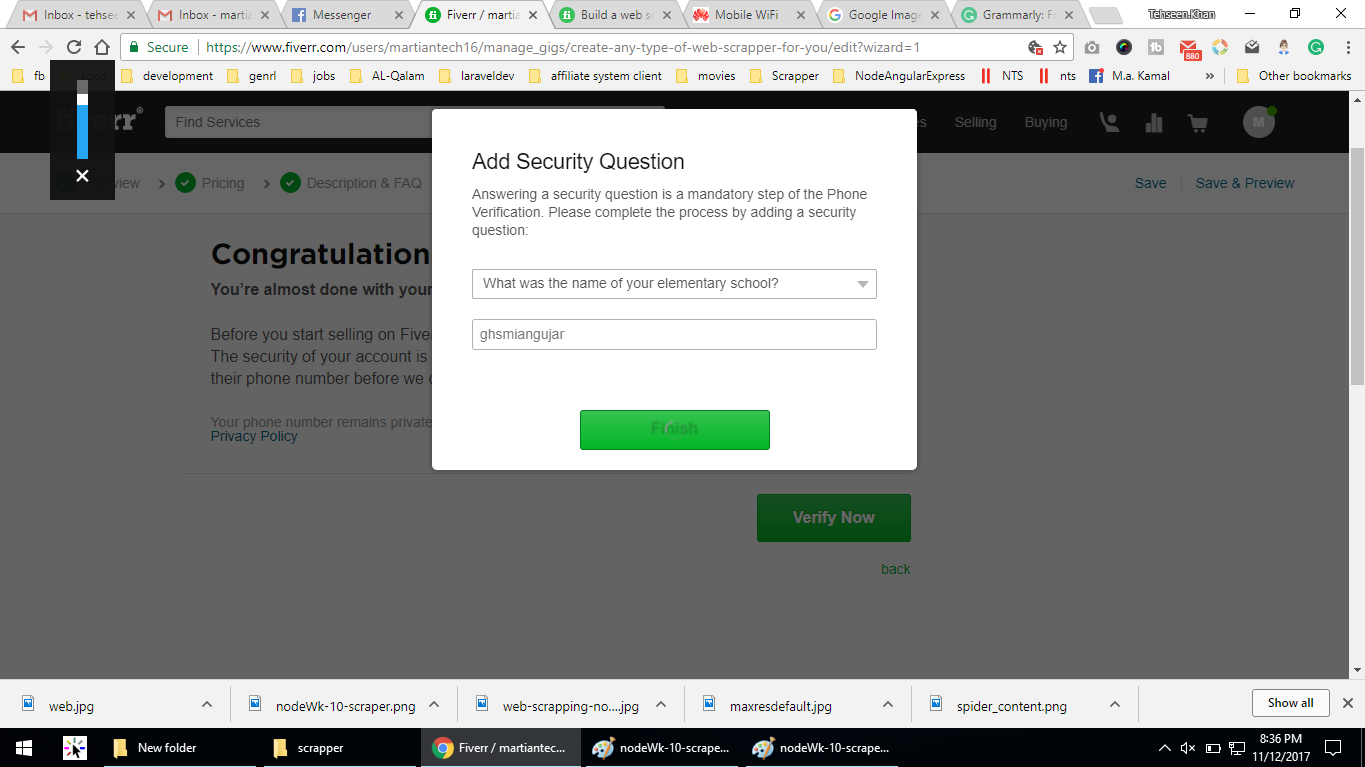 Inbox - tehsee
Inbox - martia
Messenger
Fiverr / martian
Build a web sc
Mobile WiFi
Google Image
Grammarly: Fr
Tehseen.Khan
Secure
https://www.fiverr.com/users/martiantech16/manage_gigs/create-any-type-of-web-scrapper-for-you/edit?wizard=1
880
fb
song
development
genrl
jobs
AL-Qalam
laraveldev
affiliate system client
movies
Scrapper
NodeAngularExpress
NTS
nts
M.a. Kamal
»
Other bookmarks
Find Services
Selling
Buying
M
Pricing
Description & FAQ
Save
Save & Preview
Congratulation
You're almost done with your
Before you start selling on Fiver
The security of your account is
their phone number before we
Your phone number remains private
Privacy Policy
Add Security Question
Answering a security question is a mandatory step of the Phone
Verification. Please complete the process by adding a security
question:
What was the name of your elementary school?
ghsmiangujar
Finish
Verify Now
back
web.jpg
nodeWk-10-scraper.png
web-scrapping-no....jpg
maxresdefault.jpg
spider_content.png
Show all
New folder
scrapper
Fiverr / martiantec...
nodeWk-10-scrape...
nodeWk-10-scrape...
8:36 PM
11/12/2017